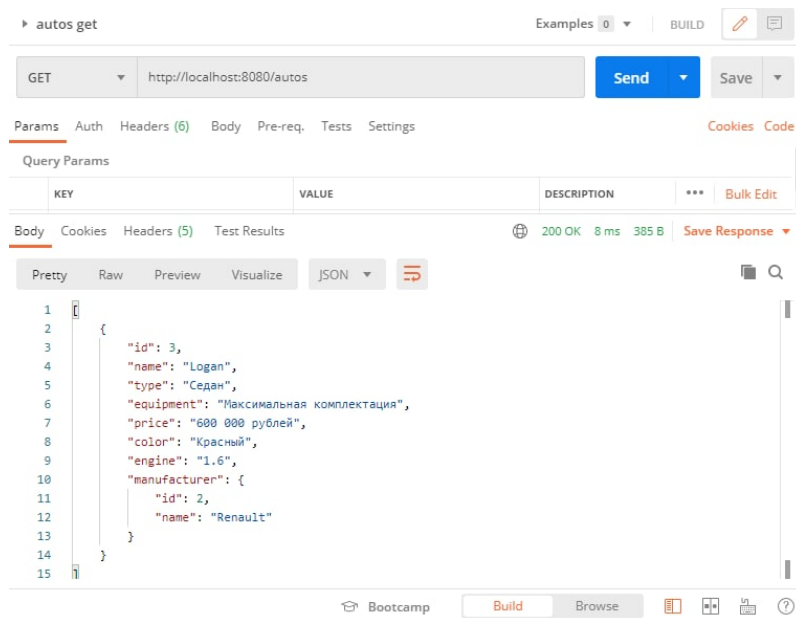 autos get Examples 0 BUILD
GET http://localhost:8080/autos Send Save
Params Auth Headers (6) Body Pre-req. Tests Settings Cookies Code
Query Params
KEY VALUE DESCRIPTION ••• Bulk Edit
Body Cookies Headers (5) Test Results 200 OK 8 ms 385 B Save Response
Pretty Raw Preview Visualize JSON
1 [
2 {
3 "id": 3,
4 "name": "Logan",
5 "type": "Седан",
6 "equipment": "Максимальная комплектация",
7 "price": "600 000 рублей",
8 "color": "Красный",
9 "engine": "1.6",
10 "manufacturer": {
11 "id": 2,
12 "name": "Renault"
13 }
14 }
15 ]
Bootcamp Build Browse